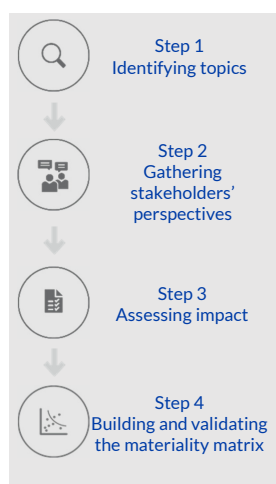 Step 1
Identifying topics
Step 2
Gathering
stakeholders’
perspectives
Step 3
Assessing impact
Step 4
Building and validating
the materiality matrix